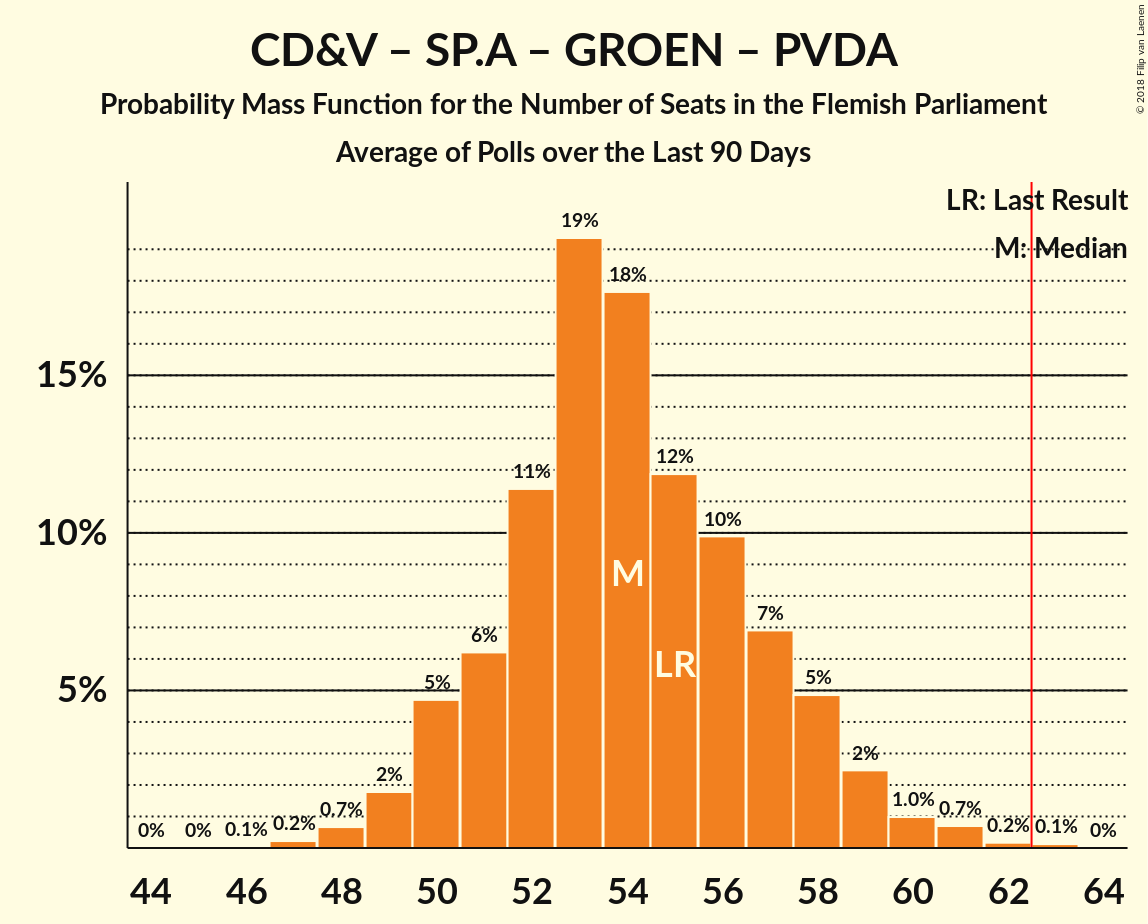 CD&V – SP.A – GROEN – PVDA
Probability Mass Function for the Number of Seats in the Flemish Parliament
Average of Polls over the Last 90 Days
© 2018 Filip van Laenen
LR: Last Result
M: Median
19%
18%
15%
12%
11%
10%
10%
M
7%
6%
LR
5%
5%
5%
2%
2%
0% 0% 0.1% 0.2% 0.7% 1.0% 0.7% 0.2% 0.1% 0%
44 46 48 50 52 54 56 58 60 62 64